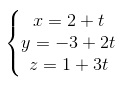 x = 2 + t
y = −3 + 2t
z = 1 + 3t